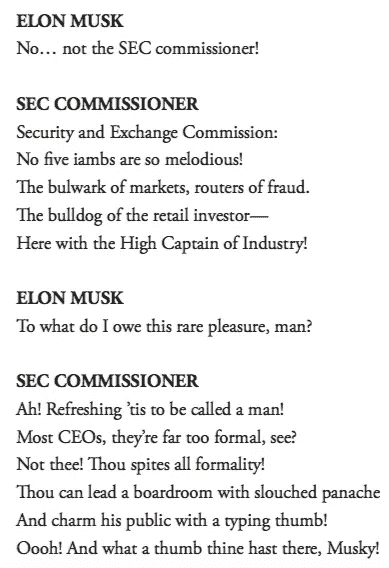 ELON MUSK
No… not the SEC commissioner!
SEC COMMISSIONER
Security and Exchange Commission:
No five iambs are so melodious!
The bulwark of markets, routers of fraud.
The bulldog of the retail investor—
Here with the High Captain of Industry!
ELON MUSK
To what do I owe this rare pleasure, man?
SEC COMMISSIONER
Ah! Refreshing ’tis to be called a man!
Most CEOs, they’re far too formal, see?
Not thee! Thou spites all formality!
Thou can lead a boardroom with slouched panache
And charm his public with a typing thumb!
Oooh! And what a thumb thine hast there, Musky!